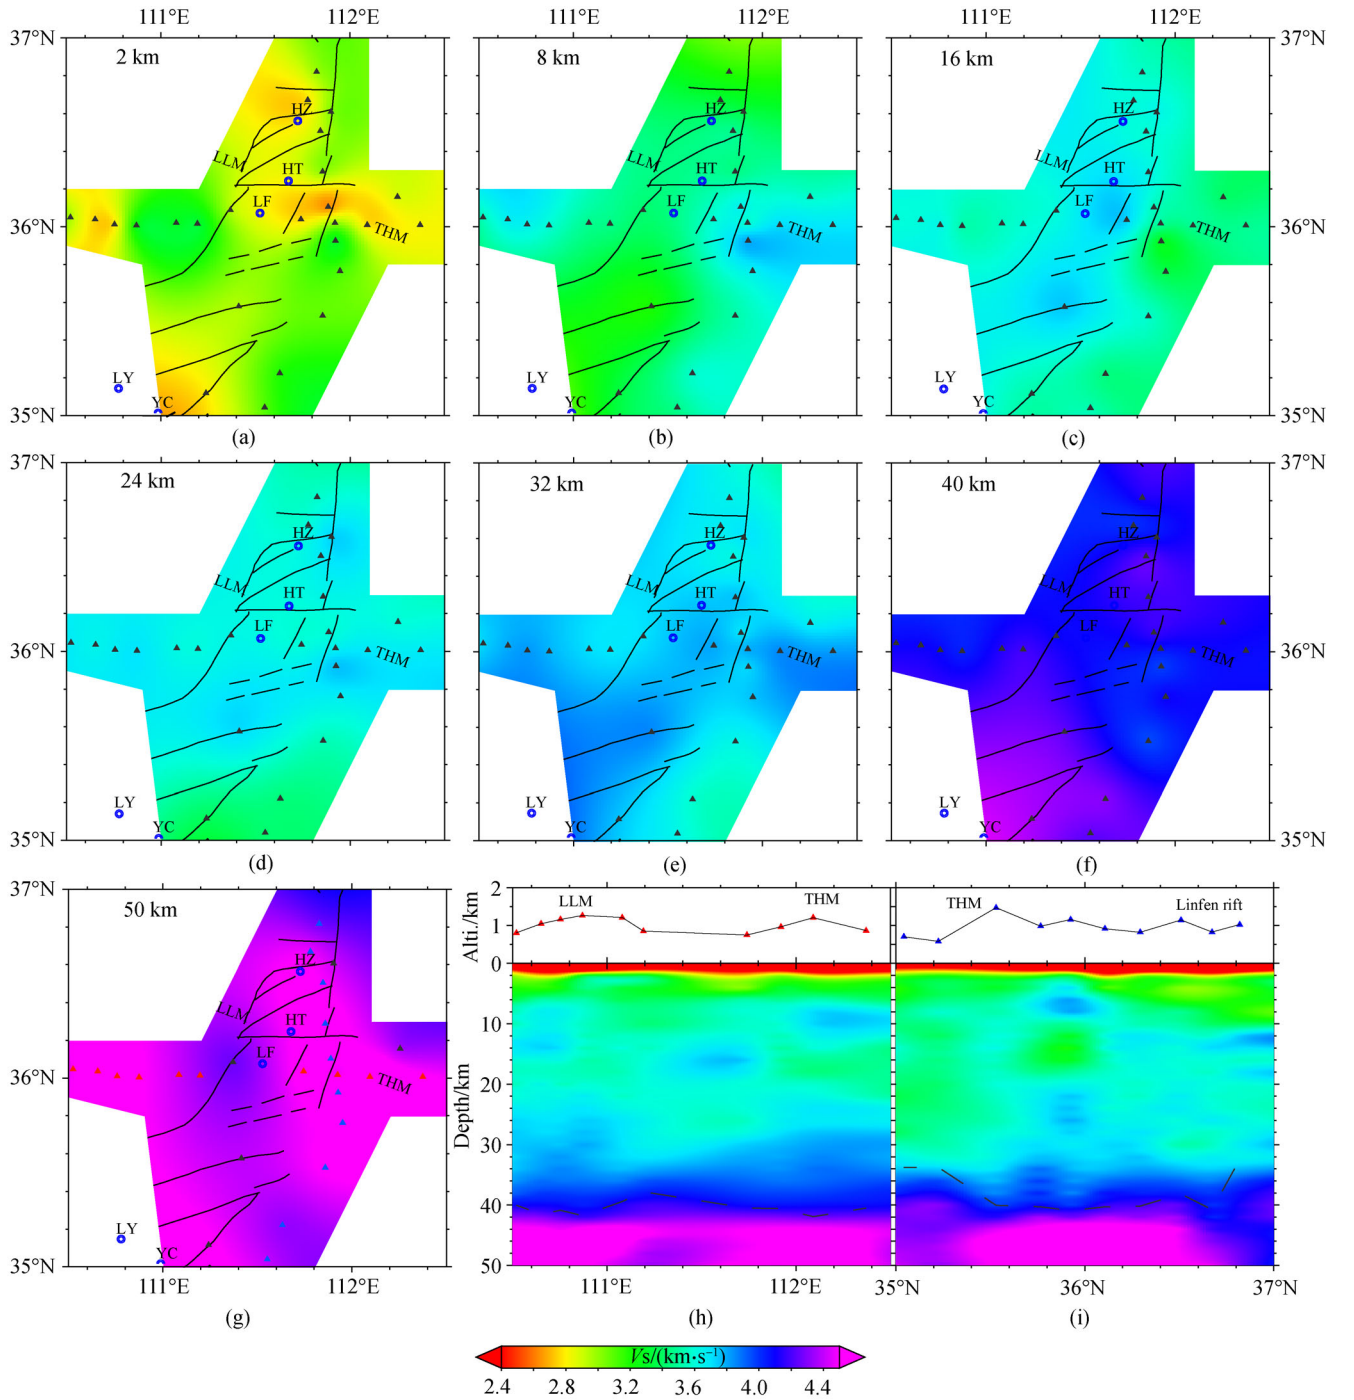 111°E 112°E 111°E 112°E 111°E 112°E
37°N 37°N
2 km 8 km 16 km
HZ HZ HZ
LLM LLM LLM
HT HT HT
LF LF LF
36°N 36°N
THM THM THM
LY LY LY
YC YC YC
35°N 35°N
(a) (b) (c)
37°N 37°N
24 km 32 km 40 km
HZ HZ HZ
LLM LLM LLM
HT HT HT
LF LF LF
36°N 36°N
THM THM THM
LY LY LY
YC YC YC
35°N 35°N
(d) (e) (f)
37°N
50 km
HZ
LLM
HT
LF
36°N
THM
LY
YC
35°N
111°E 112°E
(g)
Alti./km
2
1
0
LLM THM
Depth/km
10
20
30
40
50
111°E 112°E
(h)
THM Linfen rift
35°N 36°N 37°N
(i)
Vs/(km·s⁻¹)
2.4 2.8 3.2 3.6 4.0 4.4